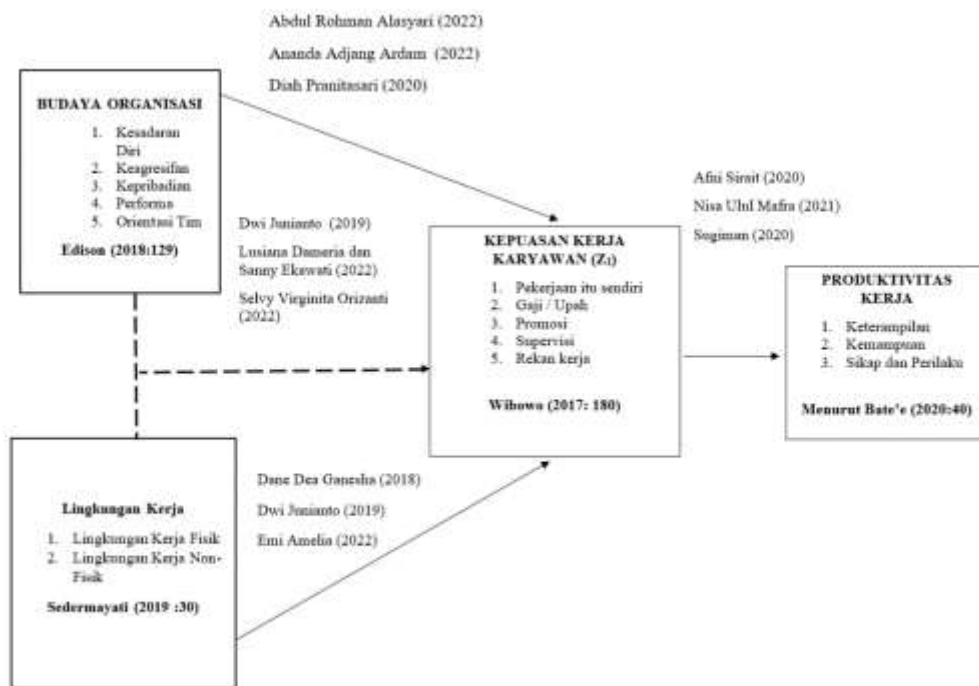 Abdul Rohman Alasyari (2022)
Ananda Adjang Ardam (2022)
Diah Pranitasari (2020)
BUDAYA ORGANISASI
1. Kesadaran
Diri
2. Keagresifan
3. Kepribadian
4. Performa
5. Orientasi Tim
Edison (2018:129)
Dwi Junianto (2019)
Lusiana Dameria dan
Sanny Ekawati (2022)
Selvy Virginita Orizanti
(2022)
Afni Sirait (2020)
Nisa Ulul Mafra (2021)
Sugiman (2020)
KEPUASAN KERJA
KARYAWAN (Z₁)
1. Pekerjaan itu sendiri
2. Gaji / Upah
3. Promosi
4. Supervisi
5. Rekan kerja
Wibowo (2017: 180)
PRODUKTIVITAS
KERJA
1. Keterampilan
2. Kemampuan
3. Sikap dan Perilaku
Menurut Bate'e (2020:40)
Lingkungan Kerja
1. Lingkungan Kerja Fisik
2. Lingkungan Kerja Non-
Fisik
Sedermayati (2019 :30)
Dane Dea Ganesha (2018)
Dwi Junianto (2019)
Emi Amelia (2022)